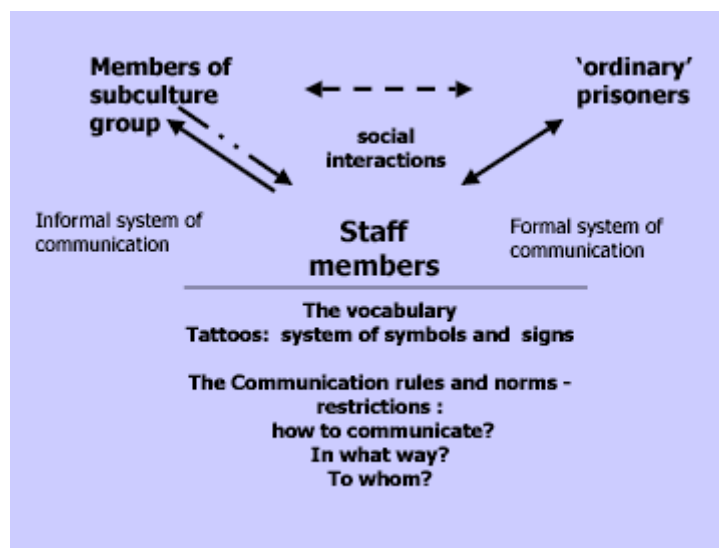 Members of
subculture
group
'ordinary'
prisoners
social
interactions
Informal system of
communication
Staff
members
Formal system of
communication
The vocabulary
Tattoos: system of symbols and signs
The Communication rules and norms -
restrictions :
how to communicate?
In what way?
To whom?